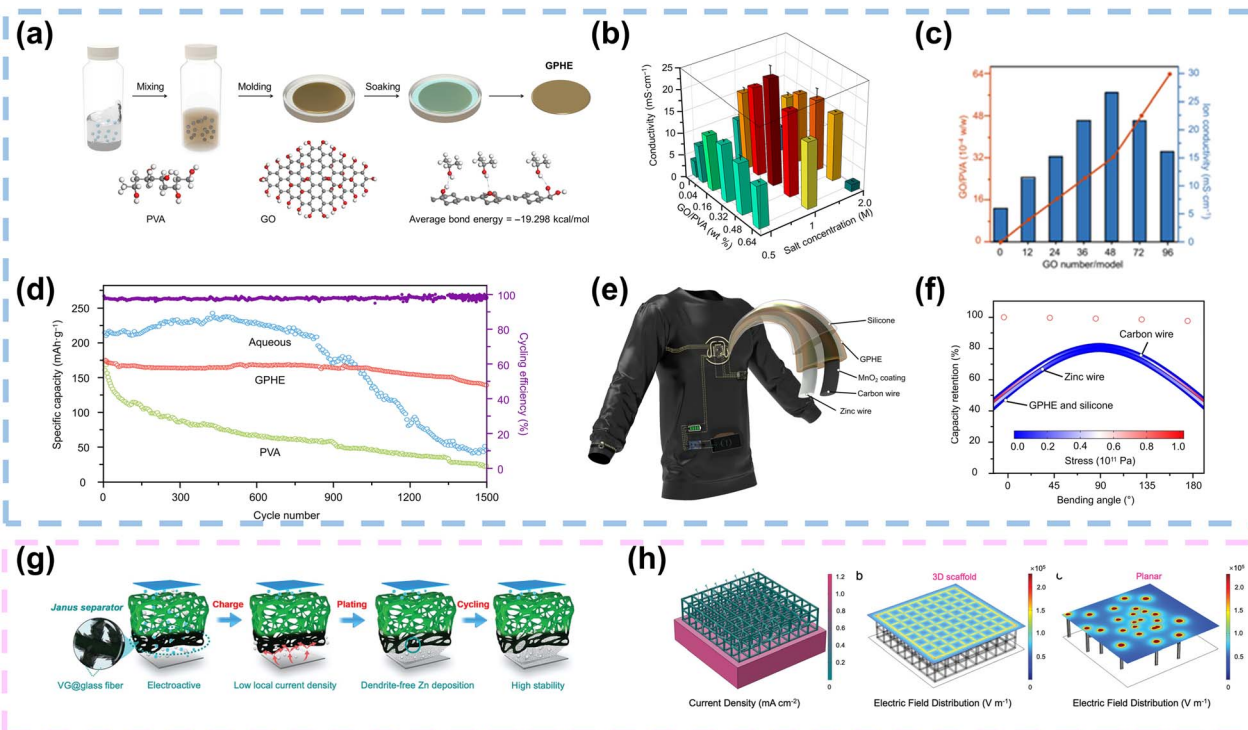 (a)
Mixing
Molding
Soaking
GPHE
PVA
GO
Average bond energy = −19.298 kcal/mol
(b)
Conductivity (mS·cm⁻¹)
25
20
15
10
5
0
0
0.04
0.16
0.32
0.48
0.64
GO/PVA (wt %)
0.5
1
2.0
Salt concentration (M)
(c)
GO/PVA (10⁻⁴ w/w)
64
48
32
16
0
30
25
20
15
10
5
0
Ion conductivity (mS cm⁻¹)
0 12 24 36 48 72 96
GO number/model
(d)
Specific capacity (mAh·g⁻¹)
250
200
150
100
50
0
Aqueous
GPHE
PVA
100
80
60
40
20
0
Cycling efficiency (%)
0 300 600 900 1200 1500
Cycle number
(e)
Silicone
GPHE
MnO₂ coating
Carbon wire
Zinc wire
(f)
Capacity retention (%)
100
80
60
40
20
0
Carbon wire
Zinc wire
GPHE and silicone
0 0.2 0.4 0.6 0.8 1.0
Stress (10¹¹ Pa)
0 45 90 135 180
Bending angle (°)
(g)
Janus separator
Charge
Plating
Cycling
VG@glass fiber
Electroactive
Low local current density
Dendrite-free Zn deposition
High stability
(h)
1.2
1.0
0.8
0.6
0.4
0.2
0
Current Density (mA cm⁻²)
b
3D scaffold
×10⁵
2.0
1.5
1.0
0.5
0
Electric Field Distribution (V m⁻¹)
c
Planar
×10⁵
2.0
1.5
1.0
0.5
0
Electric Field Distribution (V m⁻¹)